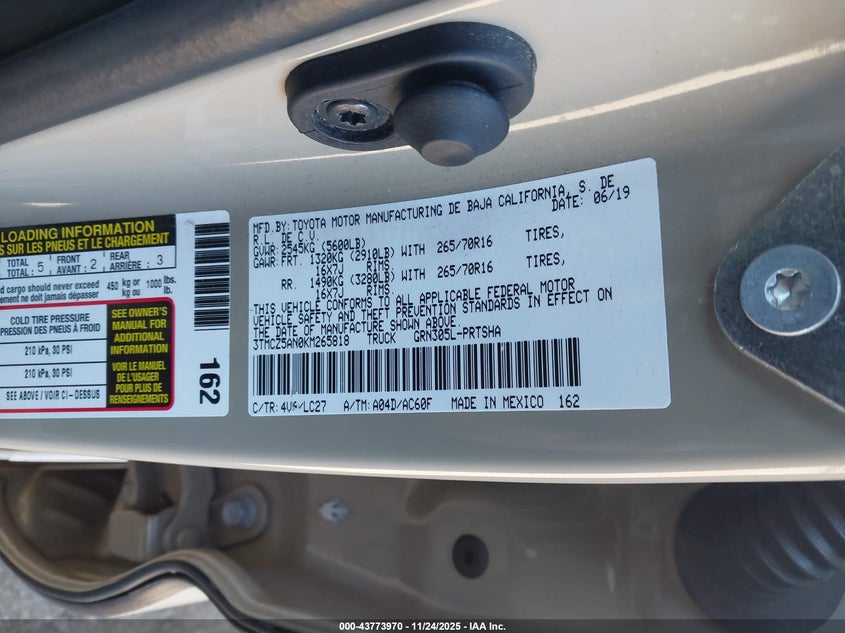 LOADING INFORMATION
SUR LES PNEUS ET LE CHARGEMENT
TOTAL 5 FRONT 2 REAR 3
TOTAL AVANT : ARRIÈRE :
and cargo should never exceed 450 kg or 1000 lbs.
ne doit jamais dépasser kg ou lb.
COLD TIRE PRESSURE
PRESSION DES PNEUS À FROID
210 kPa, 30 PSI
210 kPa, 30 PSI
SEE ABOVE / VOIR CI - DESSUS
SEE OWNER'S
MANUAL FOR
ADDITIONAL
INFORMATION
VOIR LE MANUEL
DE L'USAGER
POUR PLUS DE
RENSEIGNEMENTS
162
MFD. BY: TOYOTA MOTOR MANUFACTURING DE BAJA CALIFORNIA, S. DE
R.L. DE C.V. DATE: 06/19
GVWR 2545KG (5600LB)
GAWR: FRT. 1320KG (2910LB) WITH 265/70R16 TIRES,
16X7J RIMS
RR. 1490KG (3280LB) WITH 265/70R16 TIRES,
16X7J RIMS
THIS VEHICLE CONFORMS TO ALL APPLICABLE FEDERAL MOTOR
VEHICLE SAFETY AND THEFT PREVENTION STANDARDS IN EFFECT ON
THE DATE OF MANUFACTURE SHOWN ABOVE.
3TMCZ5AN0KM265818 TRUCK GRN305L-PRTSHA
C/TR: 4V6/LC27 A/TM: A04D/AC60F MADE IN MEXICO 162
000-43773970 - 11/24/2025 - IAA Inc.